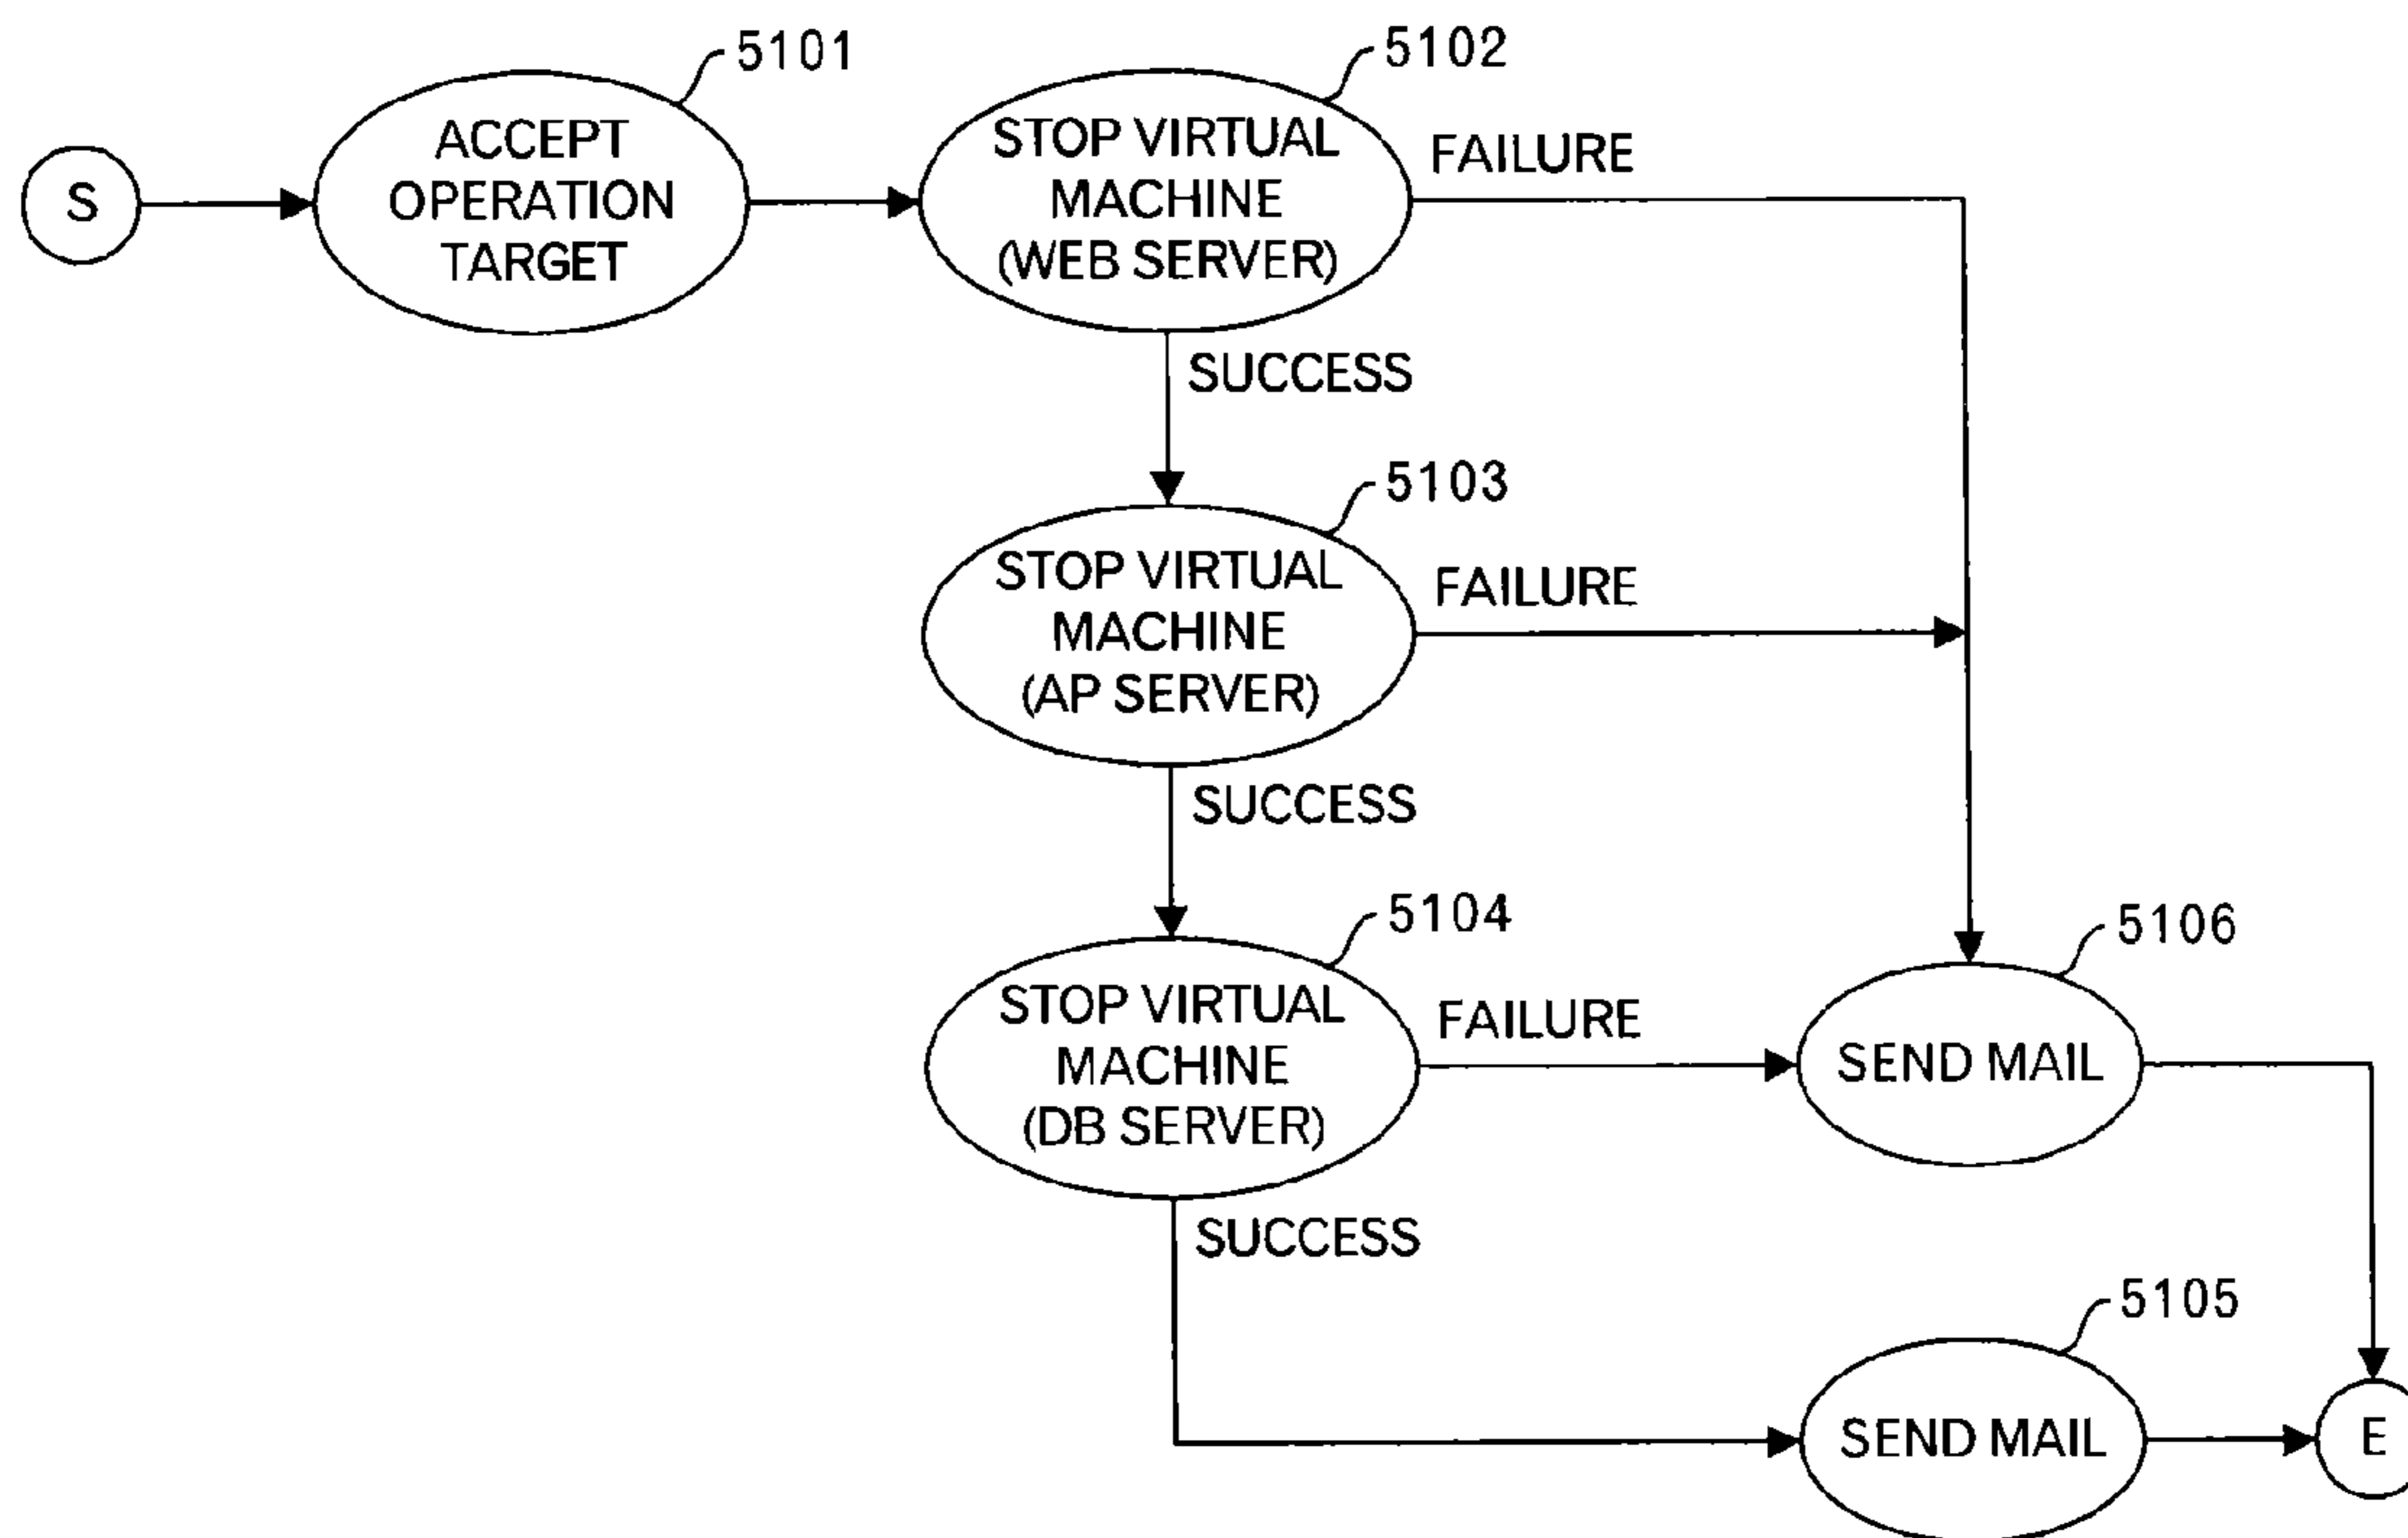 5101
5102
S
ACCEPT
OPERATION
TARGET
STOP VIRTUAL
MACHINE
(WEB SERVER)
FAILURE
SUCCESS
5103
STOP VIRTUAL
MACHINE
(AP SERVER)
FAILURE
SUCCESS
5104
STOP VIRTUAL
MACHINE
(DB SERVER)
FAILURE
5106
SEND MAIL
SUCCESS
5105
SEND MAIL
E